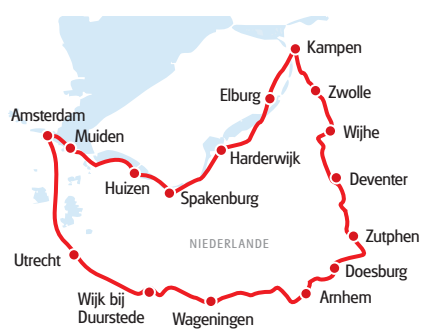 Kampen
Elburg
Zwolle
Amsterdam
Muiden
Wijhe
Harderwijk
Huizen
Deventer
Spakenburg
NIEDERLANDE
Zutphen
Utrecht
Doesburg
Wijk bij
Duurstede
Arnhem
Wageningen